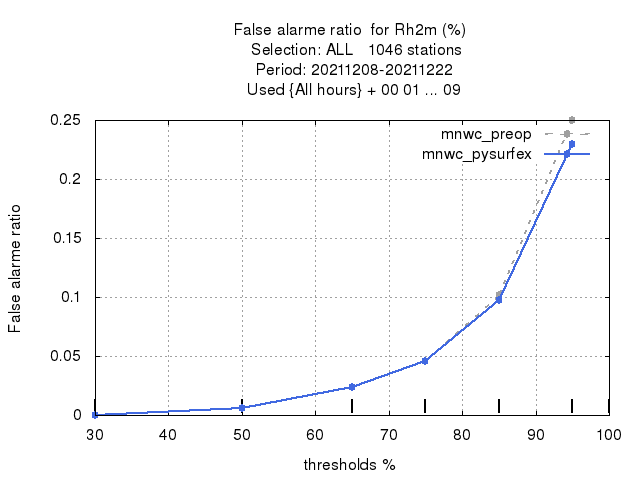 False alarme ratio for Rh2m (%)
Selection: ALL 1046 stations
Period: 20211208-20211222
Used {All hours} + 00 01 ... 09
0.25
mnwc_preop
mnwc_pysurfex
0.2
0.15
False alarme ratio
0.1
0.05
0
30 40 50 60 70 80 90 100
thresholds %